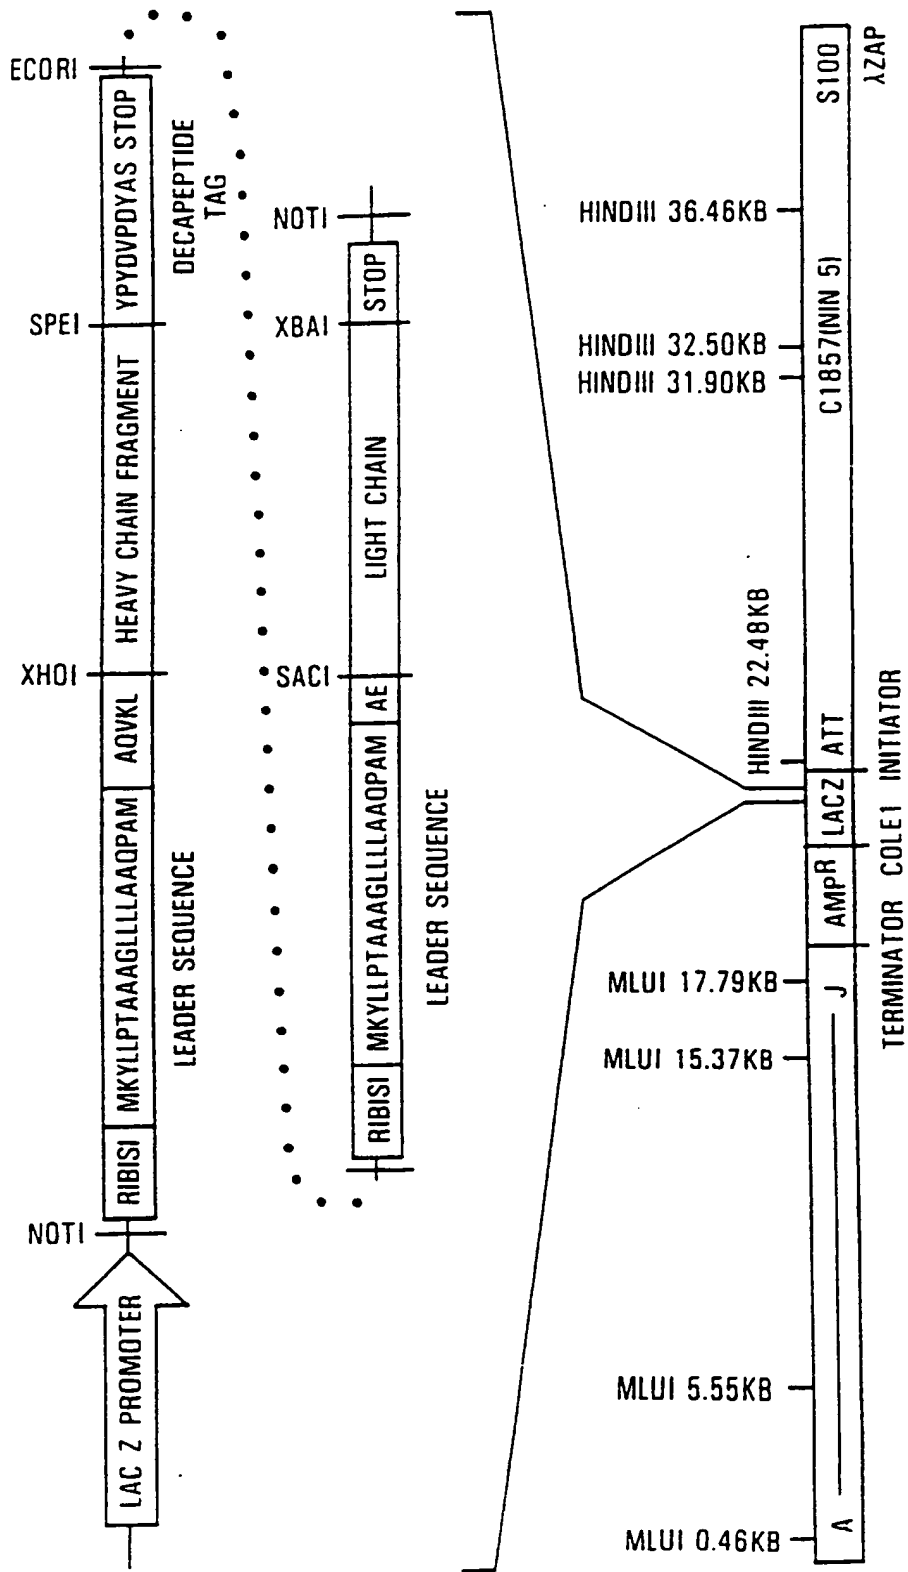 LAC Z PROMOTER
NOTI
RIBISI
MKYLLPTAAAGLLLLAAQPAM
LEADER SEQUENCE
AQVKL
XHOI
HEAVY CHAIN FRAGMENT
SPEI
YPYDVPDYAS STOP
DECAPEPTIDE
TAG
ECORI
RIBISI
MKYLLPTAAAGLLLLAAQPAM
LEADER SEQUENCE
AE
SACI
LIGHT CHAIN
XBAI
STOP
NOTI
MLUI 0.46KB
MLUI 5.55KB
MLUI 15.37KB
MLUI 17.79KB
HINDIII 22.48KB
HINDIII 31.90KB
HINDIII 32.50KB
HINDIII 36.46KB
A
J
AMPR
LACZ
ATT
C1857(NIN 5)
S100
TERMINATOR COLE1 INITIATOR
λZAP